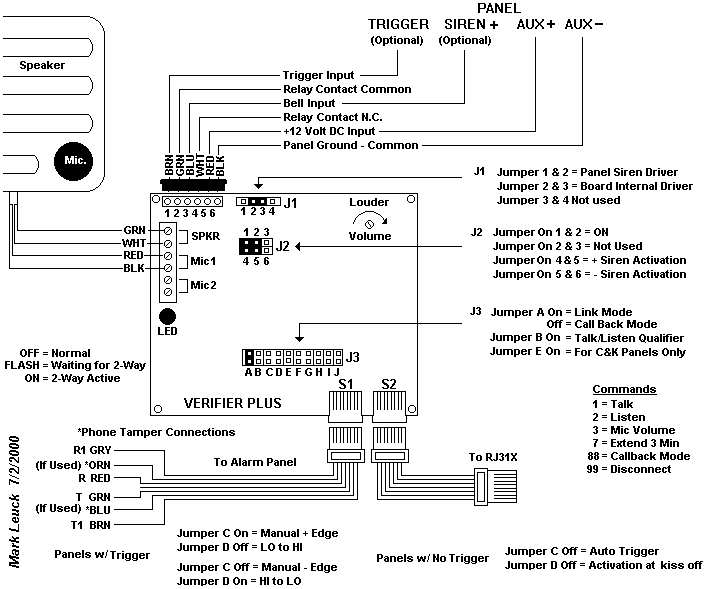 PANEL
TRIGGER SIREN + AUX + AUX −
(Optional) (Optional)
Speaker
Mic.
Trigger Input
Relay Contact Common
Bell Input
Relay Contact N.C.
+12 Volt DC Input
Panel Ground - Common
BRN GRN BLU WHT RED BLK
1 2 3 4 5 6
1 2 3 4
J1
Louder
Volume
J1 Jumper 1 & 2 = Panel Siren Driver
Jumper 2 & 3 = Board Internal Driver
Jumper 3 & 4 Not used
GRN
WHT
RED
BLK
SPKR
Mic1
Mic2
LED
1 2 3
J2
4 5 6
J2 Jumper On 1 & 2 = ON
Jumper On 2 & 3 = Not Used
Jumper On 4 & 5 = + Siren Activation
Jumper On 5 & 6 = - Siren Activation
J3 Jumper A On = Link Mode
Off = Call Back Mode
Jumper B On = Talk/Listen Qualifier
Jumper E On = For C&K Panels Only
OFF = Normal
FLASH = Waiting for 2-Way
ON = 2-Way Active
J3
A B C D E F G H I J
S1 S2
VERIFIER PLUS
Commands
1 = Talk
2 = Listen
3 = Mic Volume
7 = Extend 3 Min
88 = Callback Mode
99 = Disconnect
*Phone Tamper Connections
R1 GRY
(If Used) *ORN
R RED
T GRN
(If Used) *BLU
T1 BRN
To Alarm Panel
To RJ31X
Mark Leuck 7/2/2000
Panels w/ Trigger
Jumper C On = Manual + Edge
Jumper D Off = LO to HI
Jumper C Off = Manual - Edge
Jumper D On = HI to LO
Panels w/ No Trigger
Jumper C Off = Auto Trigger
Jumper D Off = Activation at kiss off